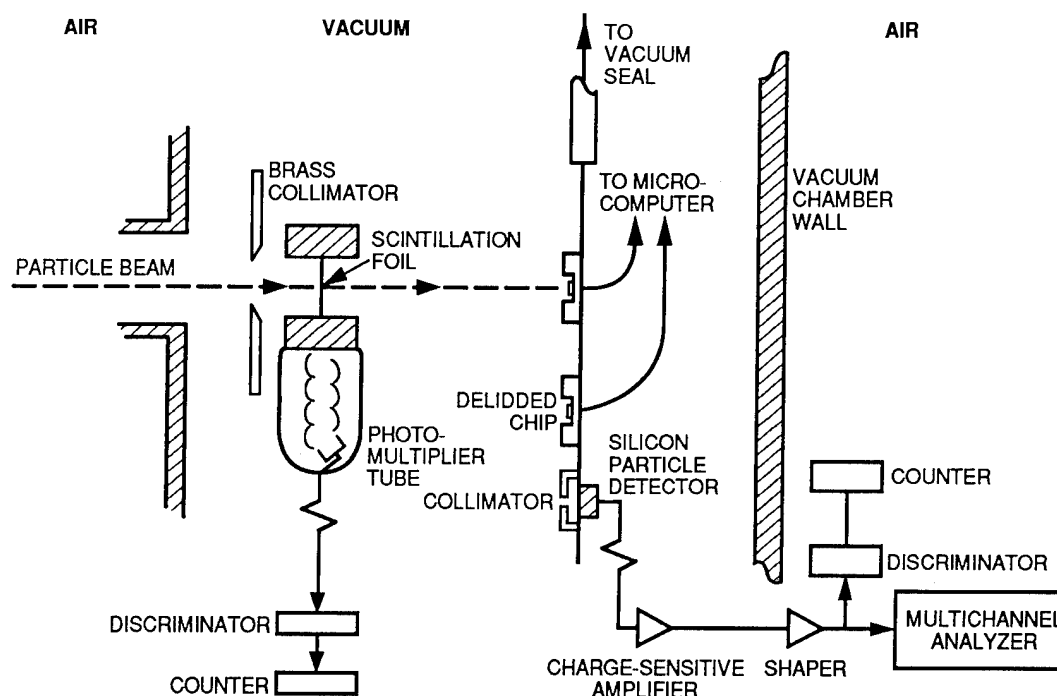 AIR
VACUUM
TO
VACUUM
SEAL
AIR
BRASS
COLLIMATOR
TO MICRO-
COMPUTER
VACUUM
CHAMBER
WALL
SCINTILLATION
FOIL
PARTICLE BEAM
DELIDDED
CHIP
PHOTO-
MULTIPLIER
TUBE
SILICON
PARTICLE
DETECTOR
COLLIMATOR
COUNTER
DISCRIMINATOR
DISCRIMINATOR
MULTICHANNEL
ANALYZER
CHARGE-SENSITIVE
AMPLIFIER
SHAPER
COUNTER